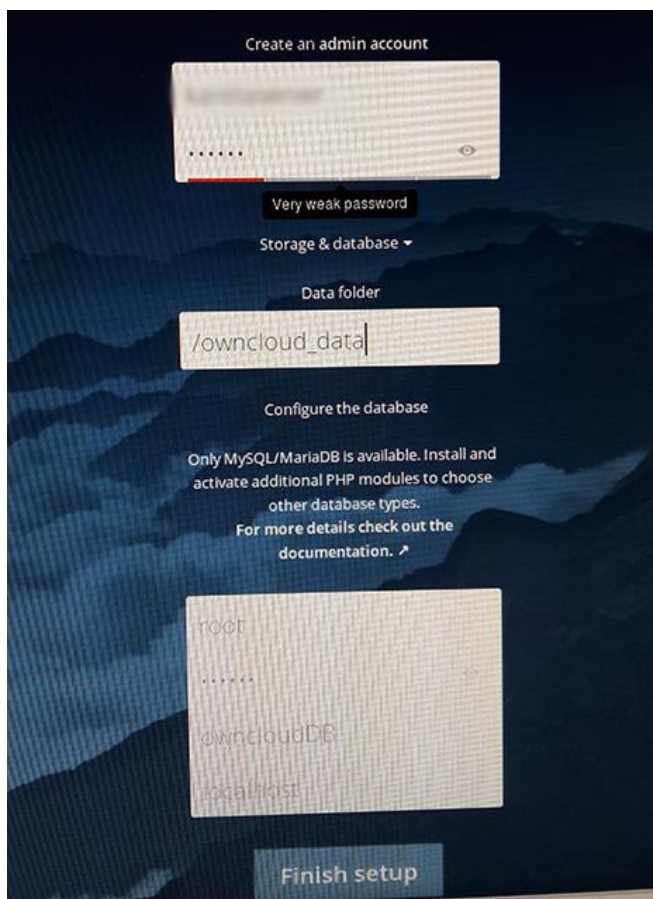 Create an admin account
······
Very weak password
Storage & database
Data folder
/owncloud_data
Configure the database
Only MySQL/MariaDB is available. Install and
activate additional PHP modules to choose
other database types.
For more details check out the
documentation. ↗
root
······
owncloudDB
localhost
Finish setup